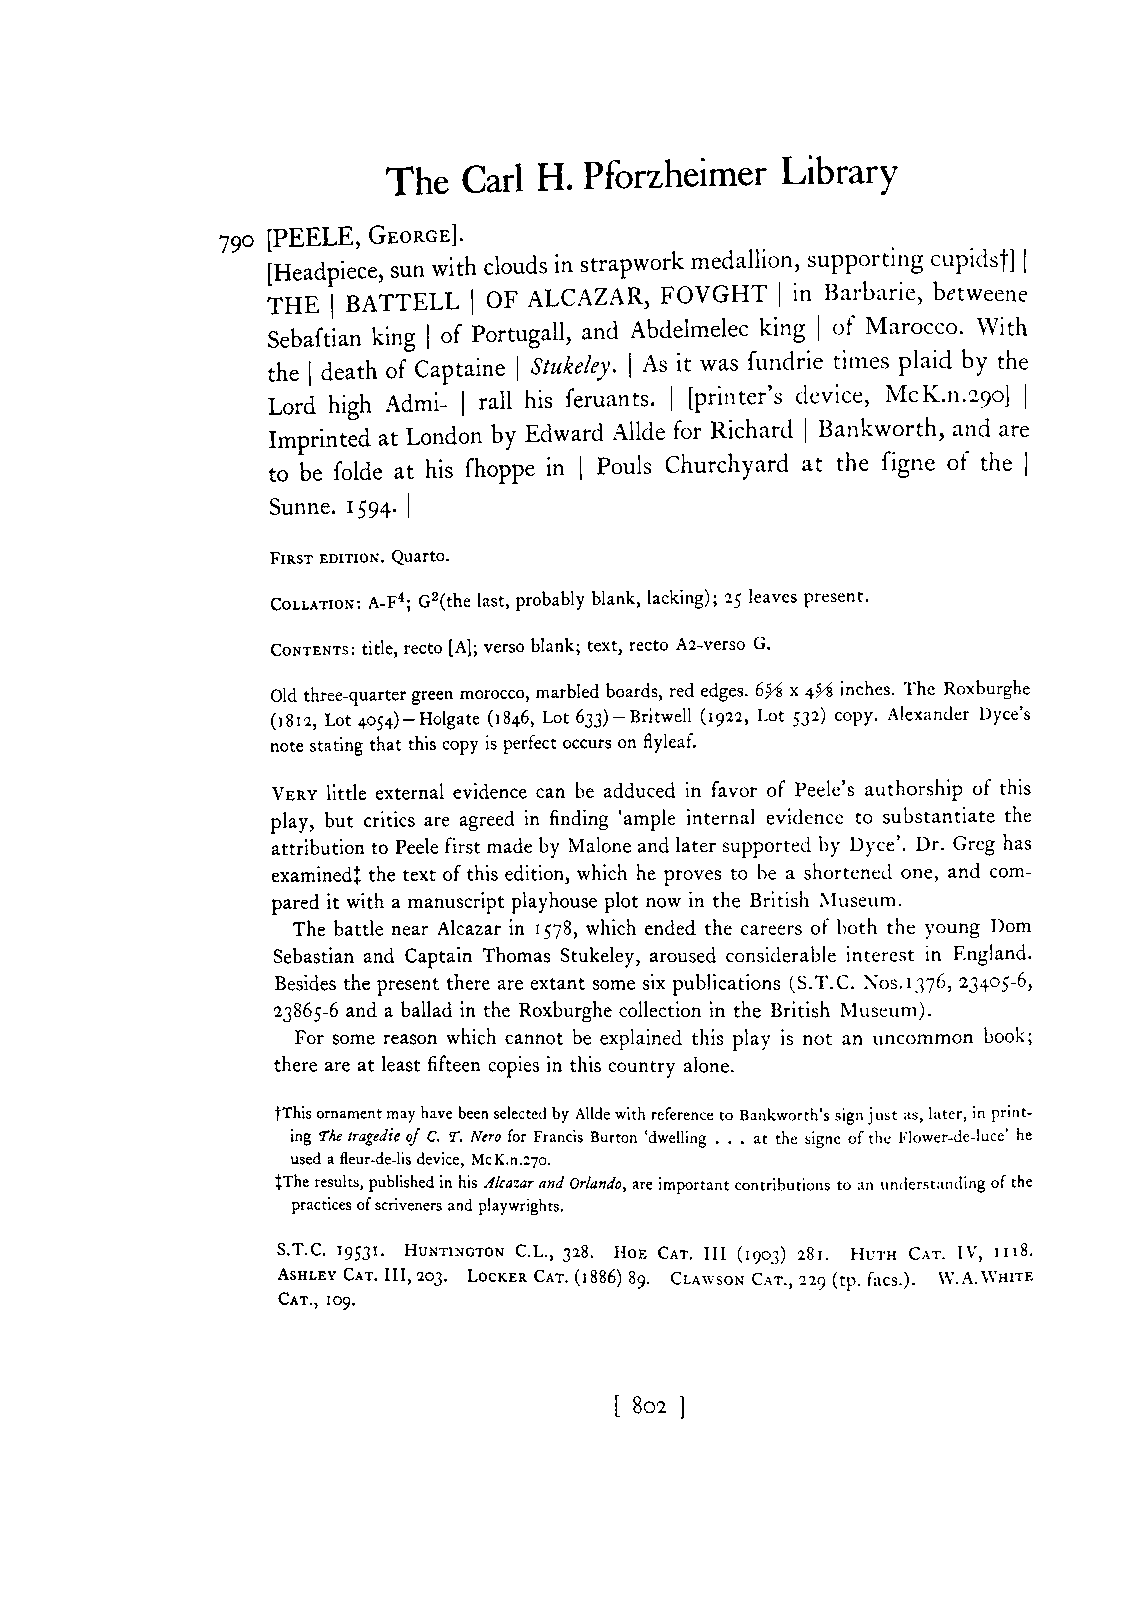 The Carl H. Pforzheimer Library
790 [PEELE, GEORGE].
[Headpiece, sun with clouds in strapwork medallion, supporting cupids†] |
THE | BATTELL | OF ALCAZAR, FOVGHT | in Barbarie, betweene
Sebaſtian king | of Portugall, and Abdelmelec king | of Marocco. With
the | death of Captaine | Stukeley. | As it was ſundrie times plaid by the
Lord high Admi- | rall his ſeruants. | [printer's device, McK.n.290] |
Imprinted at London by Edward Allde for Richard | Bankworth, and are
to be ſolde at his ſhoppe in | Pouls Churchyard at the ſigne of the |
Sunne. 1594. |
FIRST EDITION. Quarto.
COLLATION: A-F⁴; G²(the last, probably blank, lacking); 25 leaves present.
CONTENTS: title, recto [A]; verso blank; text, recto A2-verso G.
Old three-quarter green morocco, marbled boards, red edges. 6⅝ x 4⅝ inches. The Roxburghe
(1812, Lot 4054)—Holgate (1846, Lot 633)—Britwell (1922, Lot 532) copy. Alexander Dyce's
note stating that this copy is perfect occurs on flyleaf.
VERY little external evidence can be adduced in favor of Peele's authorship of this
play, but critics are agreed in finding 'ample internal evidence to substantiate the
attribution to Peele first made by Malone and later supported by Dyce'. Dr. Greg has
examined‡ the text of this edition, which he proves to be a shortened one, and com-
pared it with a manuscript playhouse plot now in the British Museum.
The battle near Alcazar in 1578, which ended the careers of both the young Dom
Sebastian and Captain Thomas Stukeley, aroused considerable interest in England.
Besides the present there are extant some six publications (S.T.C. Nos.1376, 23405-6,
23865-6 and a ballad in the Roxburghe collection in the British Museum).
For some reason which cannot be explained this play is not an uncommon book;
there are at least fifteen copies in this country alone.
†This ornament may have been selected by Allde with reference to Bankworth's sign just as, later, in print-
ing The tragedie of C. T. Nero for Francis Burton 'dwelling . . . at the signe of the Flower-de-luce' he
used a fleur-de-lis device, McK.n.270.
‡The results, published in his Alcazar and Orlando, are important contributions to an understanding of the
practices of scriveners and playwrights.
S.T.C. 19531. HUNTINGTON C.L., 328. HOE CAT. III (1903) 281. HUTH CAT. IV, 1118.
ASHLEY CAT. III, 203. LOCKER CAT. (1886) 89. CLAWSON CAT., 229 (tp. facs.). W.A.WHITE
CAT., 109.
[ 802 ]